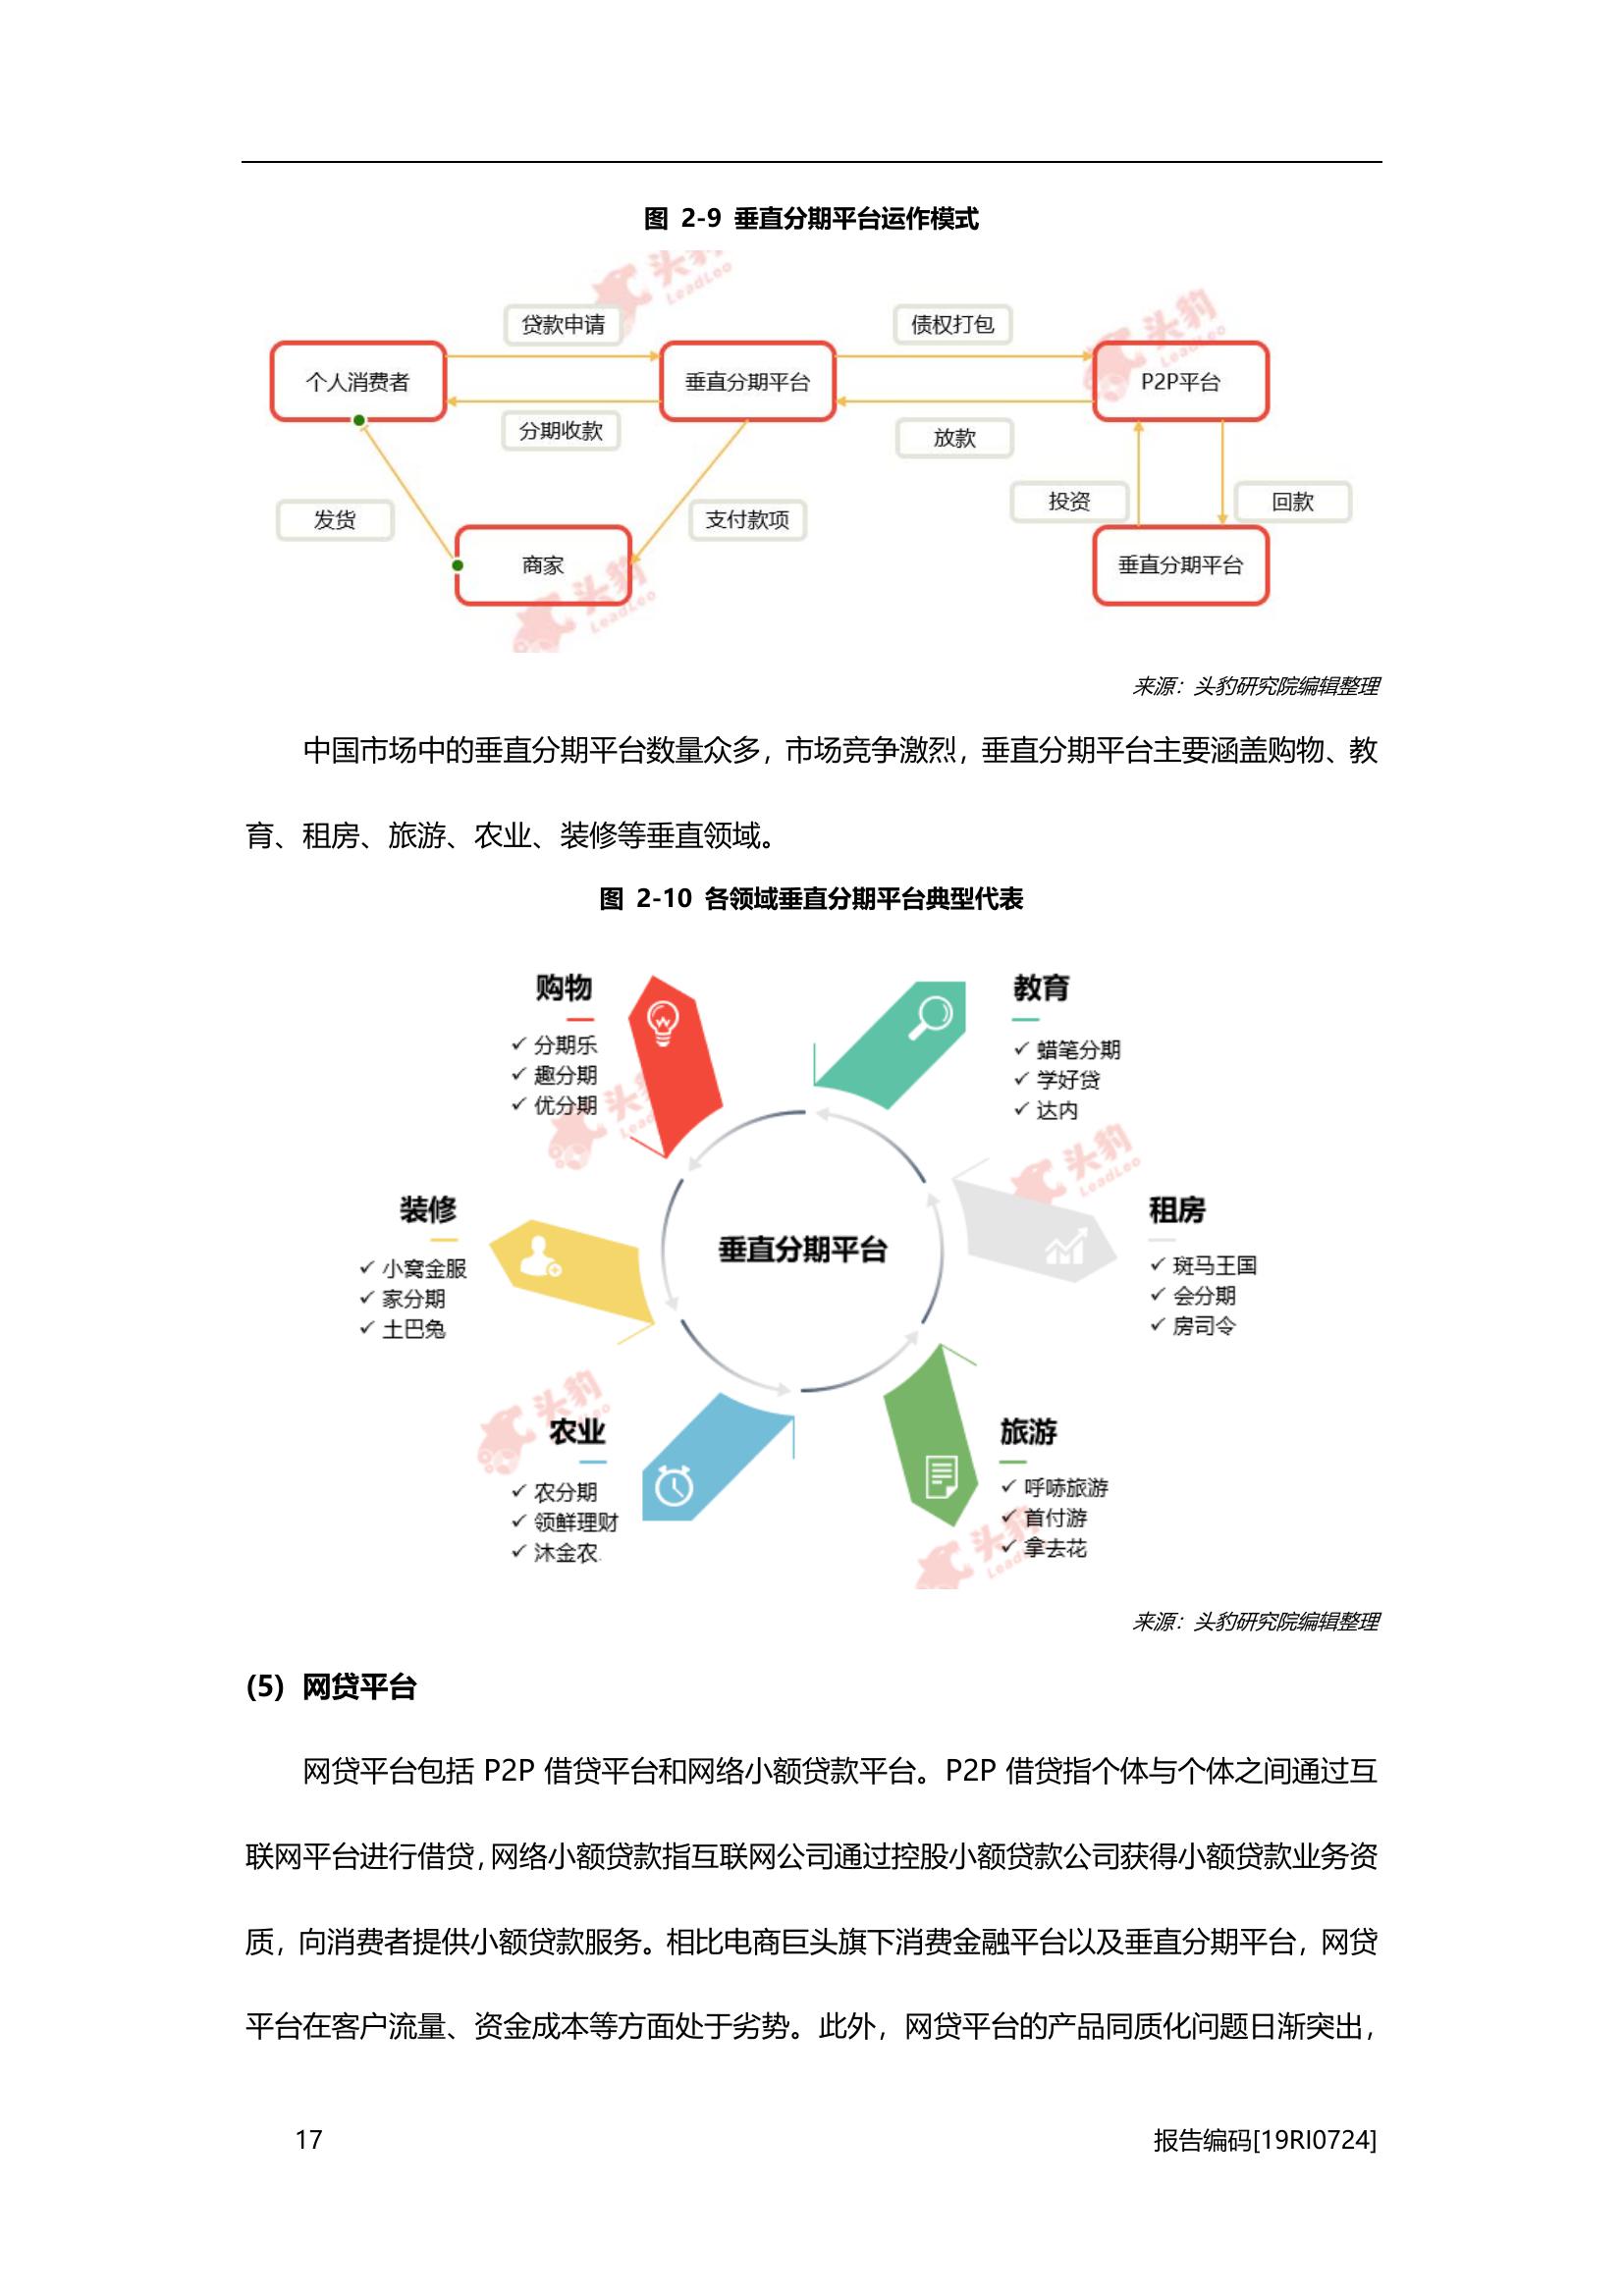 图 2-9 垂直分期平台运作模式
贷款申请
债权打包
个人消费者
垂直分期平台
P2P平台
分期收款
放款
发货
支付款项
投资
回款
商家
垂直分期平台
头豹
LeadLeo
头豹
LeadLeo
头豹
LeadLeo
来源：头豹研究院编辑整理
中国市场中的垂直分期平台数量众多，市场竞争激烈，垂直分期平台主要涵盖购物、教
育、租房、旅游、农业、装修等垂直领域。
图 2-10 各领域垂直分期平台典型代表
购物
✓ 分期乐
✓ 趣分期
✓ 优分期
教育
✓ 蜡笔分期
✓ 学好贷
✓ 达内
装修
✓ 小窝金服
✓ 家分期
✓ 土巴兔
垂直分期平台
租房
✓ 斑马王国
✓ 会分期
✓ 房司令
农业
✓ 农分期
✓ 领鲜理财
✓ 沐金农
旅游
✓ 呼哧旅游
✓ 首付游
✓ 拿去花
头豹
LeadLeo
头豹
头豹
来源：头豹研究院编辑整理
(5) 网贷平台
网贷平台包括 P2P 借贷平台和网络小额贷款平台。P2P 借贷指个体与个体之间通过互
联网平台进行借贷，网络小额贷款指互联网公司通过控股小额贷款公司获得小额贷款业务资
质，向消费者提供小额贷款服务。相比电商巨头旗下消费金融平台以及垂直分期平台，网贷
平台在客户流量、资金成本等方面处于劣势。此外，网贷平台的产品同质化问题日渐突出，
17
报告编码[19RI0724]